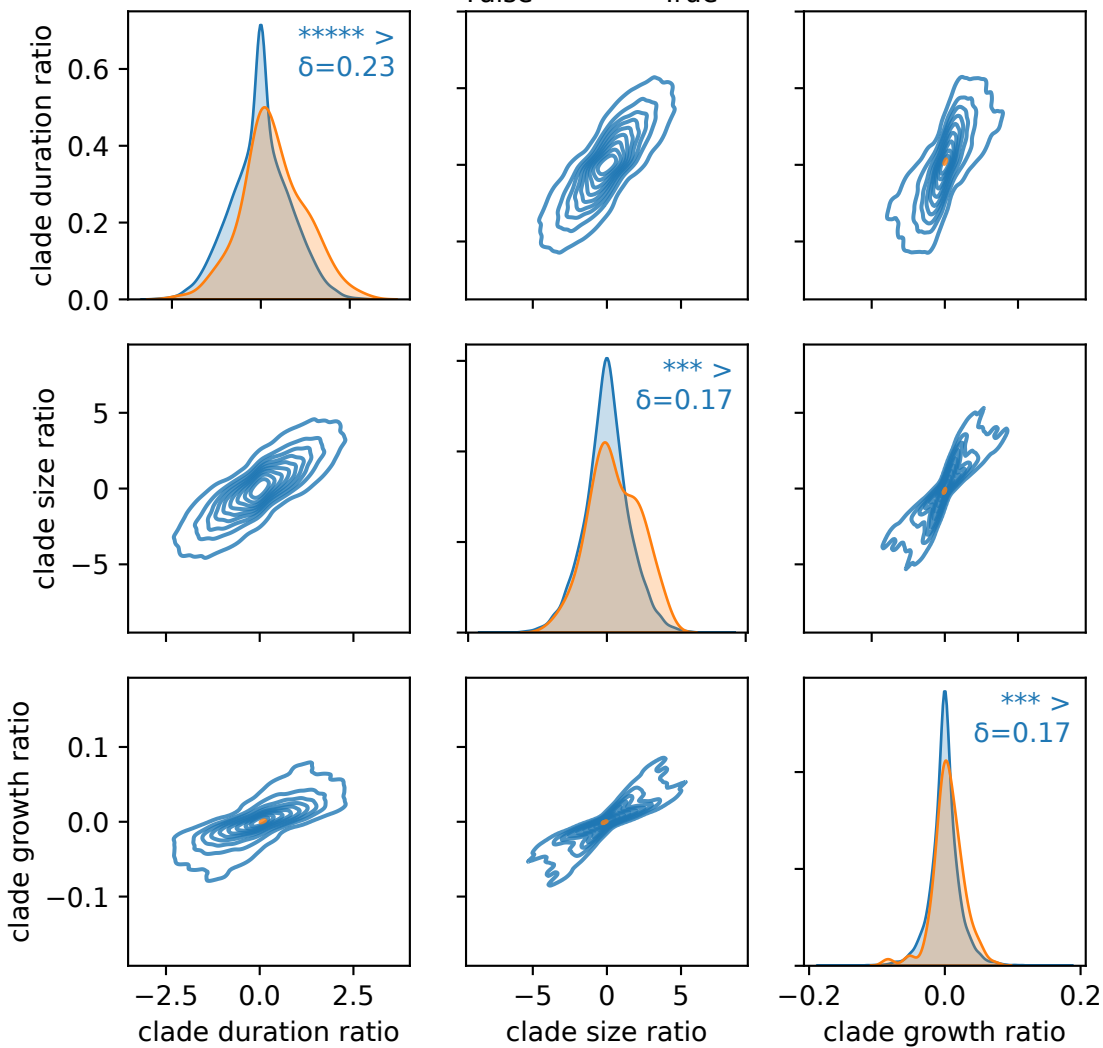 ***** >
δ=0.23
0.6
0.4
0.2
0.0
clade duration ratio
*** >
δ=0.17
5
0
−5
clade size ratio
*** >
δ=0.17
0.1
0.0
−0.1
clade growth ratio
−2.5 0.0 2.5
−5 0 5
−0.2 0.0 0.2
clade duration ratio
clade size ratio
clade growth ratio